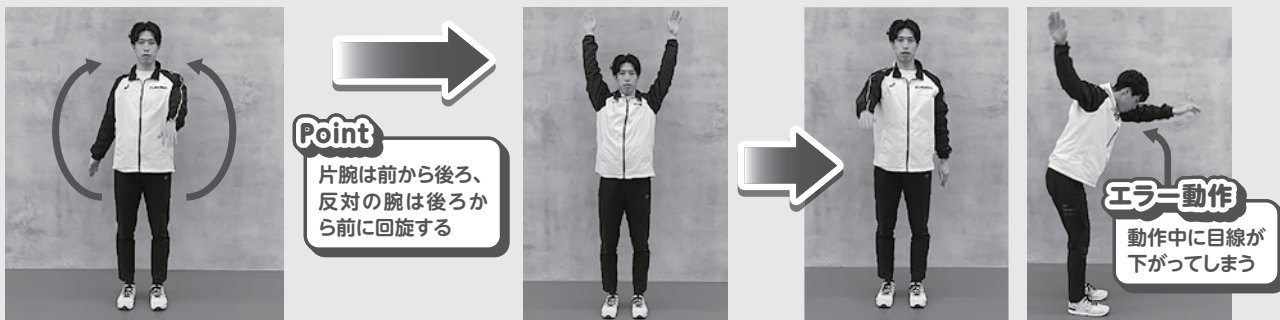 Point
片腕は前から後ろ、
反対の腕は後ろか
ら前に回旋する
エラー動作
動作中に目線が
下がってしまう